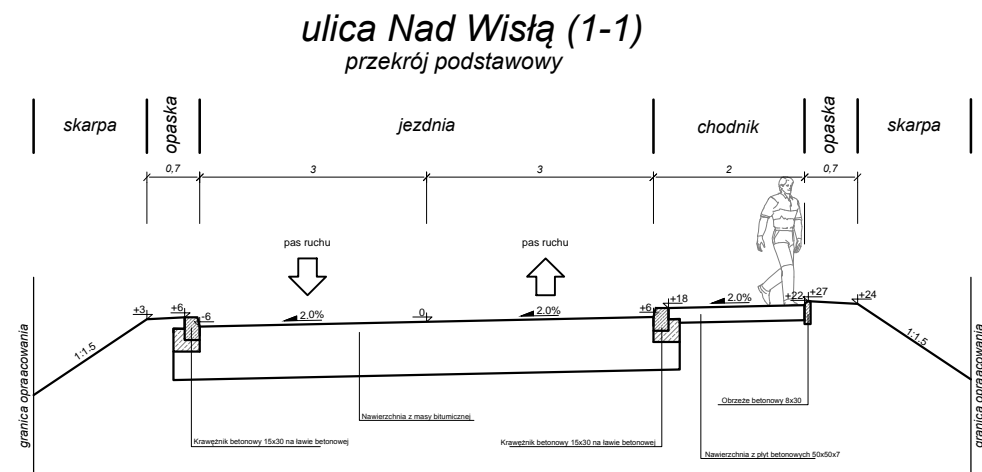 ulica Nad Wisłą (1-1)
przekrój podstawowy
skarpa
opaska
jezdnia
chodnik
opaska
skarpa
0,7
3
3
2
0,7
pas ruchu
pas ruchu
+3
+6
-6
2.0%
0
2.0%
+6
+18
2.0%
+22
+27
+24
1:1.5
1:1.5
granica opraacowania
granica opraacowania
Obrzeże betonowy 8x30
Nawierzchnia z masy bitumicznej
Krawężnik betonowy 15x30 na ławie betonowej
Krawężnik betonowy 15x30 na ławie betonowej
Nawierzchnia z płyt betonowych 50x50x7